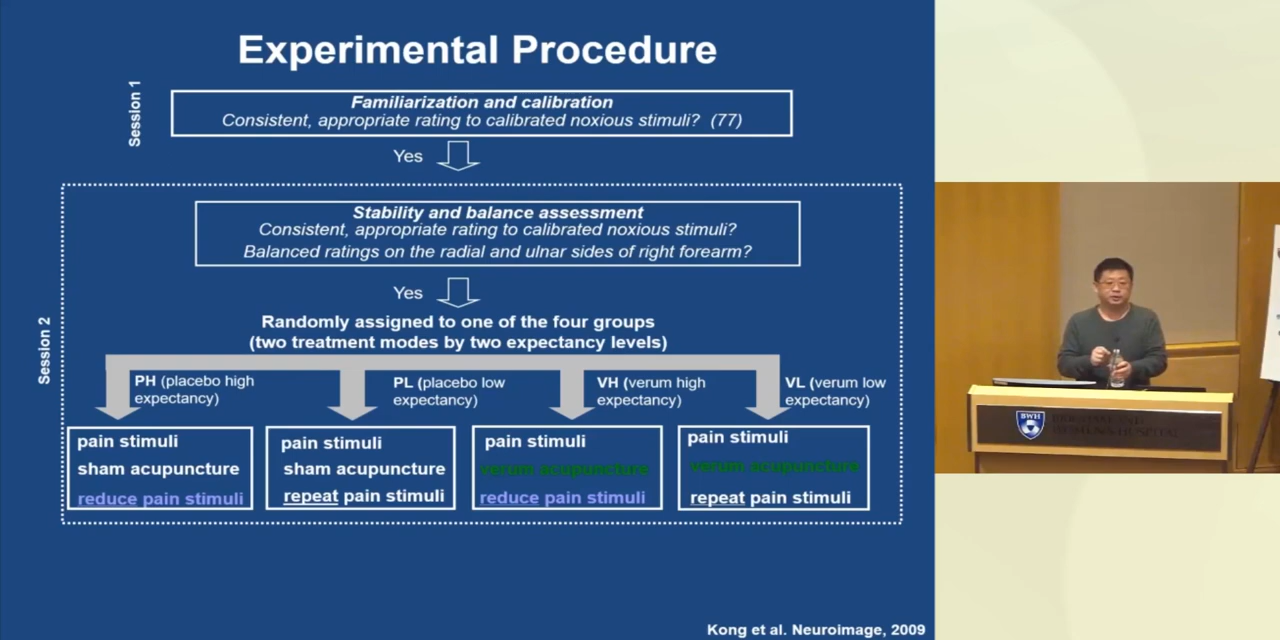 Experimental Procedure
Session 1
Familiarization and calibration
Consistent, appropriate rating to calibrated noxious stimuli? (77)
Yes
Session 2
Stability and balance assessment
Consistent, appropriate rating to calibrated noxious stimuli?
Balanced ratings on the radial and ulnar sides of right forearm?
Yes
Randomly assigned to one of the four groups
(two treatment modes by two expectancy levels)
PH (placebo high
expectancy)
PL (placebo low
expectancy)
VH (verum high
expectancy)
VL (verum low
expectancy)
pain stimuli
sham acupuncture
reduce pain stimuli
pain stimuli
sham acupuncture
repeat pain stimuli
pain stimuli
verum acupuncture
reduce pain stimuli
pain stimuli
verum acupuncture
repeat pain stimuli
Kong et al. Neuroimage, 2009
BWH
BRIGHAM AND
WOMEN'S HOSPITAL